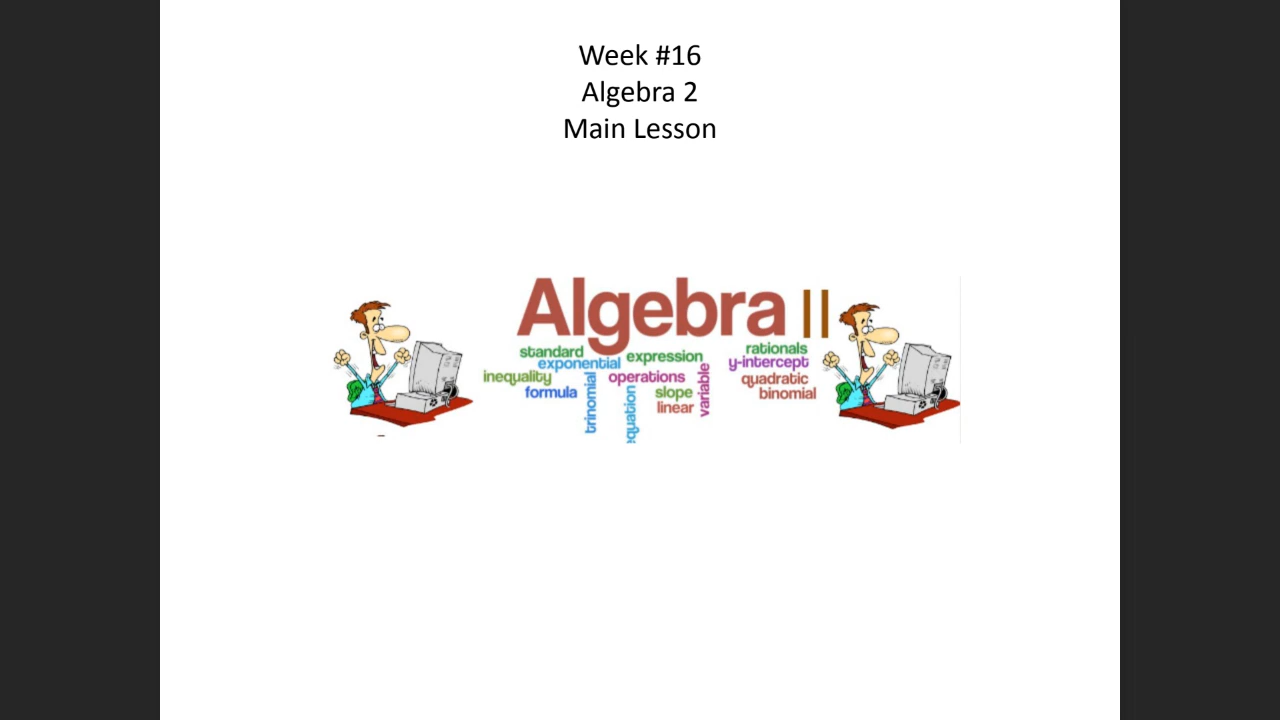 Week #16
Algebra 2
Main Lesson
Algebra II
standard
exponential
expression
rationals
y-intercept
inequality
operations
quadratic
formula
trinomial
equation
slope
linear
variable
binomial